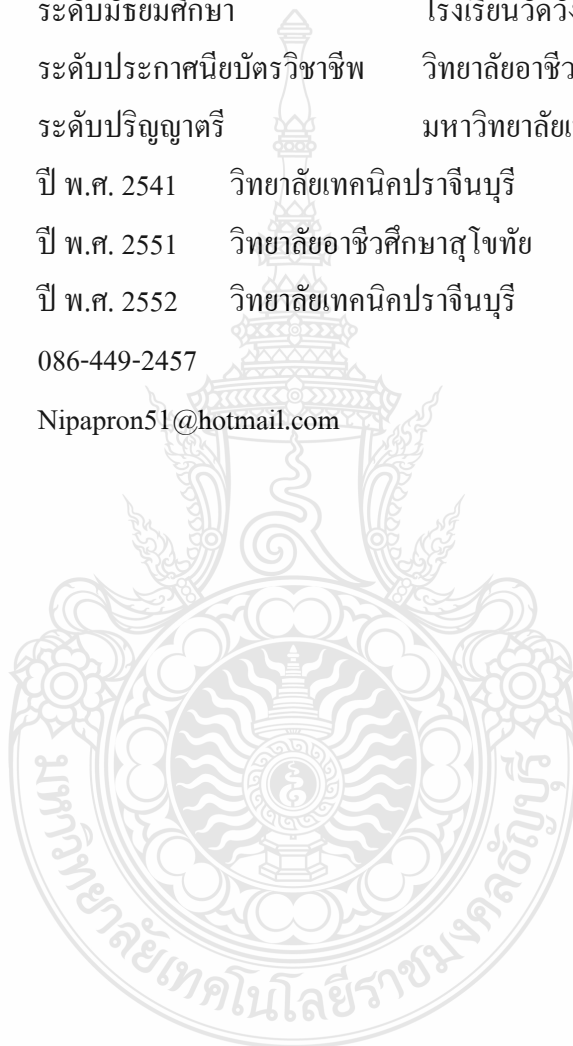 ระดับมัธยมศึกษา โรงเรียนวัดวัง
ระดับประกาศนียบัตรวิชาชีพ วิทยาลัยอาชีว
ระดับปริญญาตรี มหาวิทยาลัย
ปี พ.ศ. 2541 วิทยาลัยเทคนิคปราจีนบุรี
ปี พ.ศ. 2551 วิทยาลัยอาชีวศึกษาสุโขทัย
ปี พ.ศ. 2552 วิทยาลัยเทคนิคปราจีนบุรี
086-449-2457
Nipapron51@hotmail.com
มหาวิทยาลัยเทคโนโลยีราชมงคลธัญบุรี